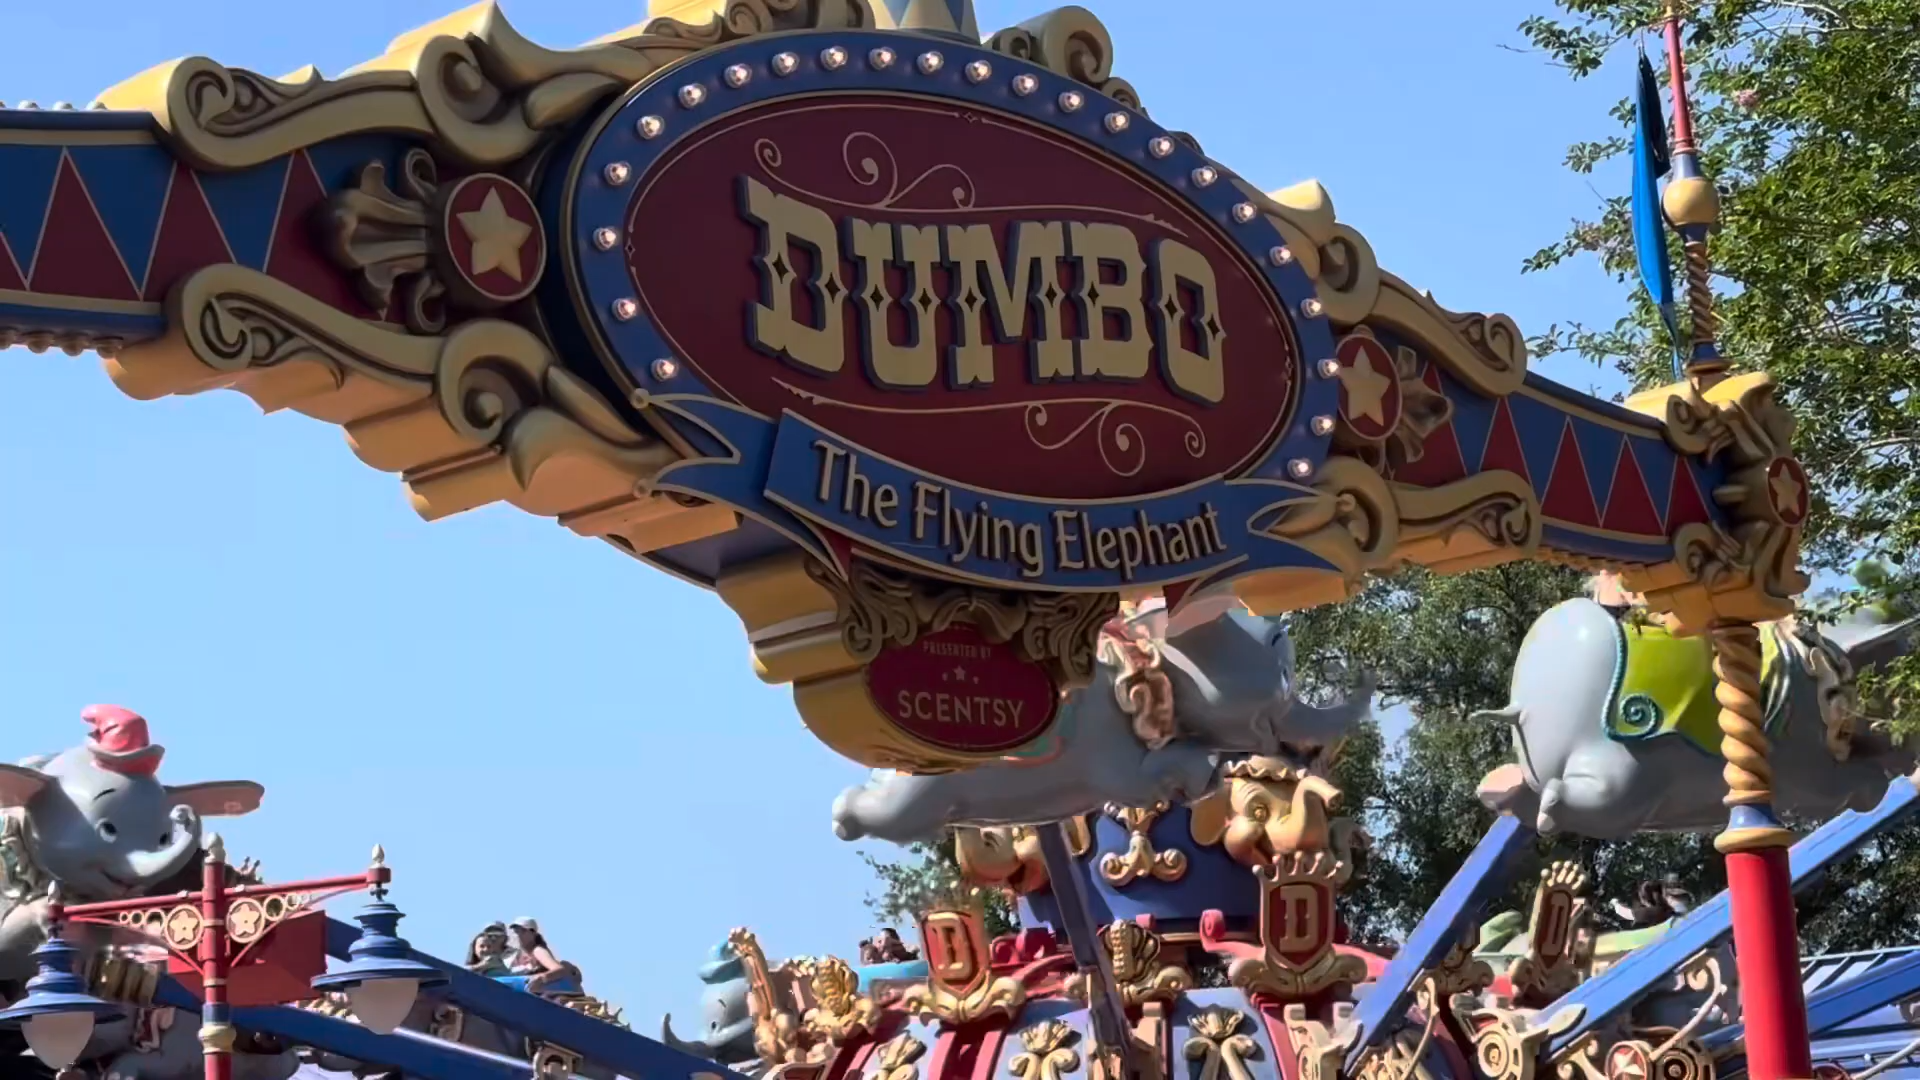 DUMBO
The Flying Elephant
PRESENTED BY
SCENTSY
D
D
D